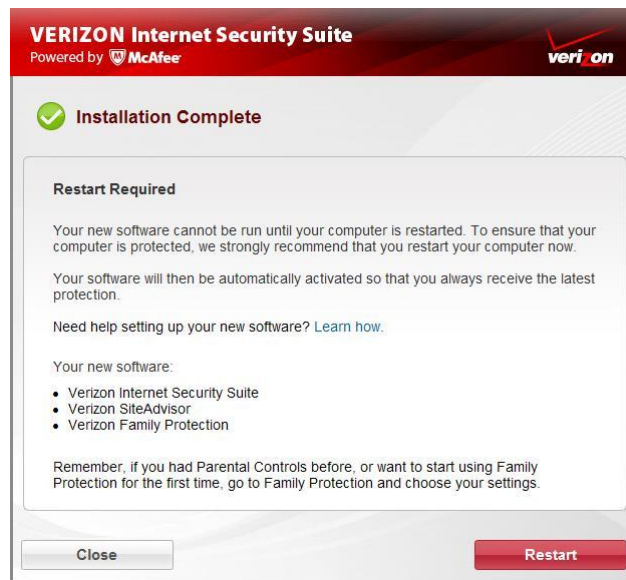 VERIZON Internet Security Suite
Powered by McAfee
verizon
Installation Complete
Restart Required
Your new software cannot be run until your computer is restarted. To ensure that your
computer is protected, we strongly recommend that you restart your computer now.
Your software will then be automatically activated so that you always receive the latest
protection.
Need help setting up your new software? Learn how.
Your new software:
• Verizon Internet Security Suite
• Verizon SiteAdvisor
• Verizon Family Protection
Remember, if you had Parental Controls before, or want to start using Family
Protection for the first time, go to Family Protection and choose your settings.
Close
Restart